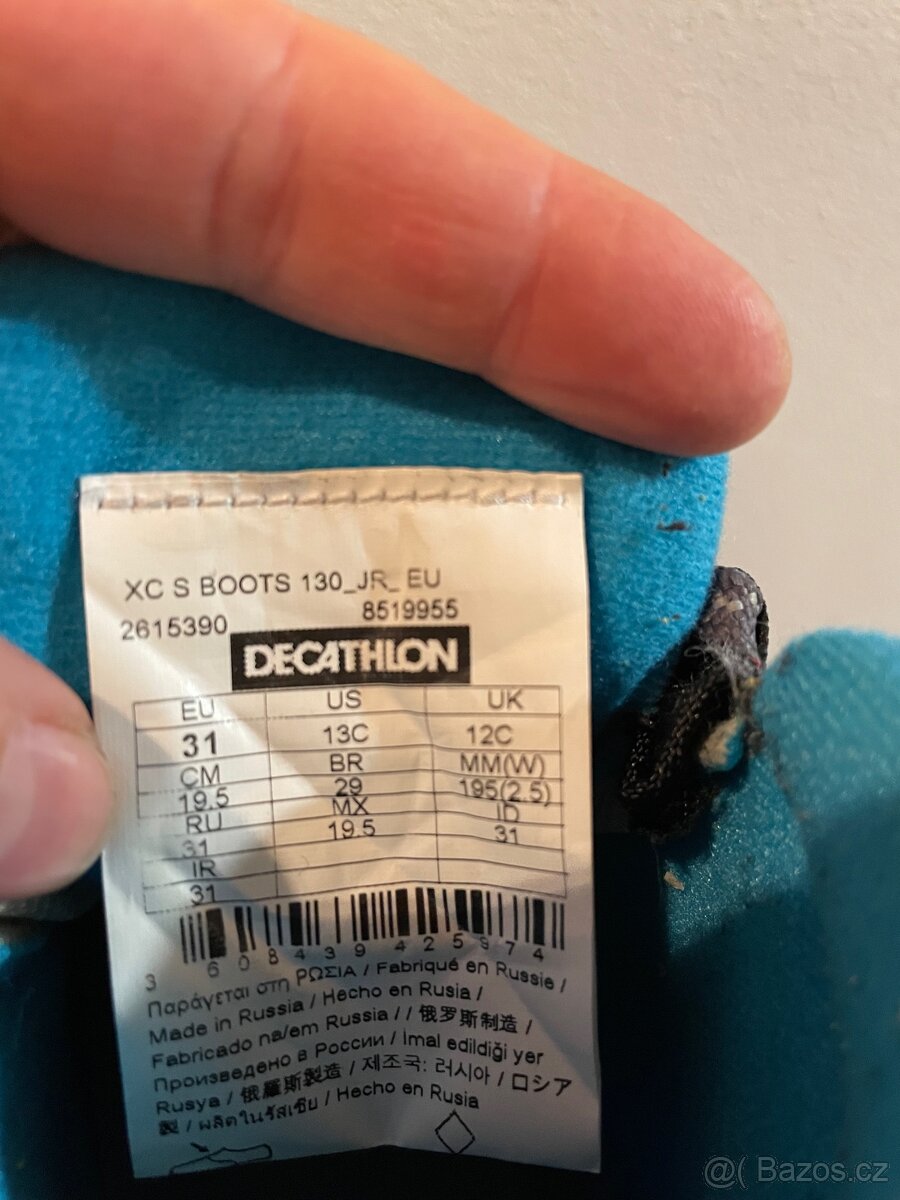 XC S BOOTS 130_JR_ EU
2615390 8519955
DECATHLON
EU US UK
31 13C 12C
CM BR MM(W)
19.5 29 195(2.5)
RU MX ID
31 19.5 31
IR
31
3 608439 425974
Παράγεται στη ΡΩΣΙΑ / Fabriqué en Russie /
Made in Russia / Hecho en Rusia /
Fabricado na/em Russia / / 俄罗斯制造 /
Произведено в России / Imal edildiği yer
Rusya / 俄羅斯製造 / 제조국: 러시아 / ロシア
製 / ผลิตในรัสเซีย / Hecho en Rusia
@( Bazos.cz